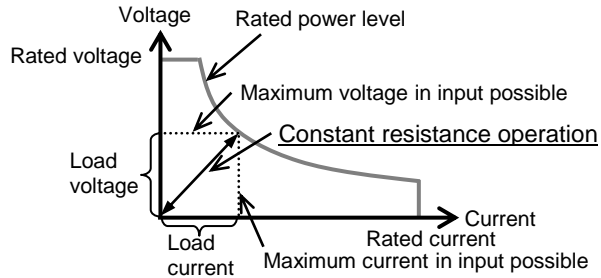 Voltage
Rated power level
Rated voltage
Maximum voltage in input possible
Constant resistance operation
Load
voltage
Current
Rated current
Load
current
Maximum current in input possible